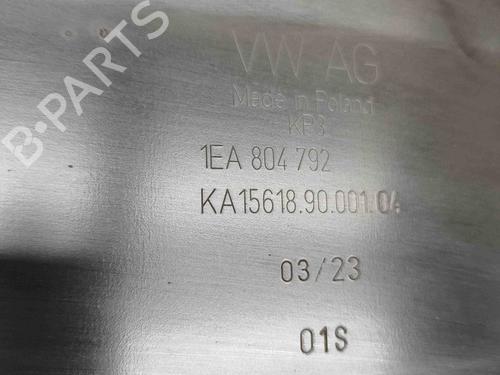 B-PARTS
VW AG
Made in Poland
KP3
1EA 804 792
KA15618.90.001.04
03/23
01S